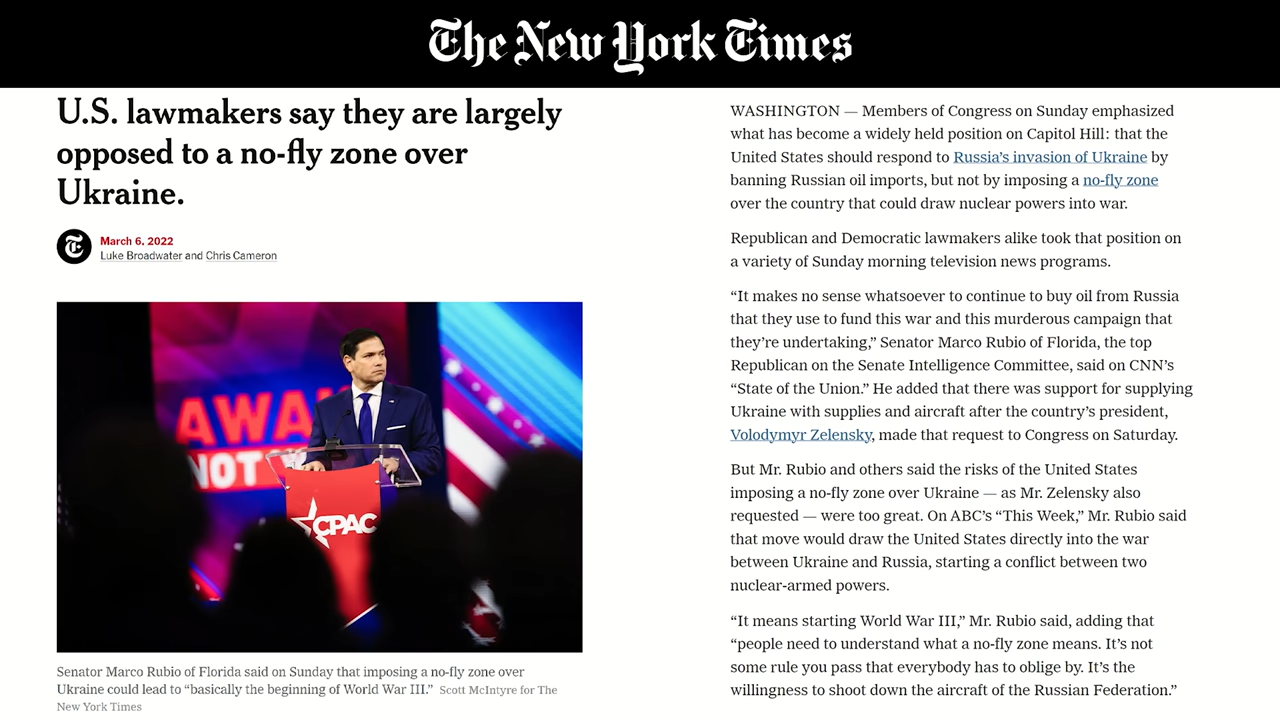 The New York Times
U.S. lawmakers say they are largely
opposed to a no-fly zone over
Ukraine.
March 6, 2022
Luke Broadwater and Chris Cameron
AWA
NOT
CPAC
Senator Marco Rubio of Florida said on Sunday that imposing a no-fly zone over
Ukraine could lead to “basically the beginning of World War III.” Scott McIntyre for The
New York Times
WASHINGTON — Members of Congress on Sunday emphasized
what has become a widely held position on Capitol Hill: that the
United States should respond to Russia’s invasion of Ukraine by
banning Russian oil imports, but not by imposing a no-fly zone
over the country that could draw nuclear powers into war.
Republican and Democratic lawmakers alike took that position on
a variety of Sunday morning television news programs.
“It makes no sense whatsoever to continue to buy oil from Russia
that they use to fund this war and this murderous campaign that
they’re undertaking,” Senator Marco Rubio of Florida, the top
Republican on the Senate Intelligence Committee, said on CNN’s
“State of the Union.” He added that there was support for supplying
Ukraine with supplies and aircraft after the country’s president,
Volodymyr Zelensky, made that request to Congress on Saturday.
But Mr. Rubio and others said the risks of the United States
imposing a no-fly zone over Ukraine — as Mr. Zelensky also
requested — were too great. On ABC’s “This Week,” Mr. Rubio said
that move would draw the United States directly into the war
between Ukraine and Russia, starting a conflict between two
nuclear-armed powers.
“It means starting World War III,” Mr. Rubio said, adding that
“people need to understand what a no-fly zone means. It’s not
some rule you pass that everybody has to oblige by. It’s the
willingness to shoot down the aircraft of the Russian Federation.”